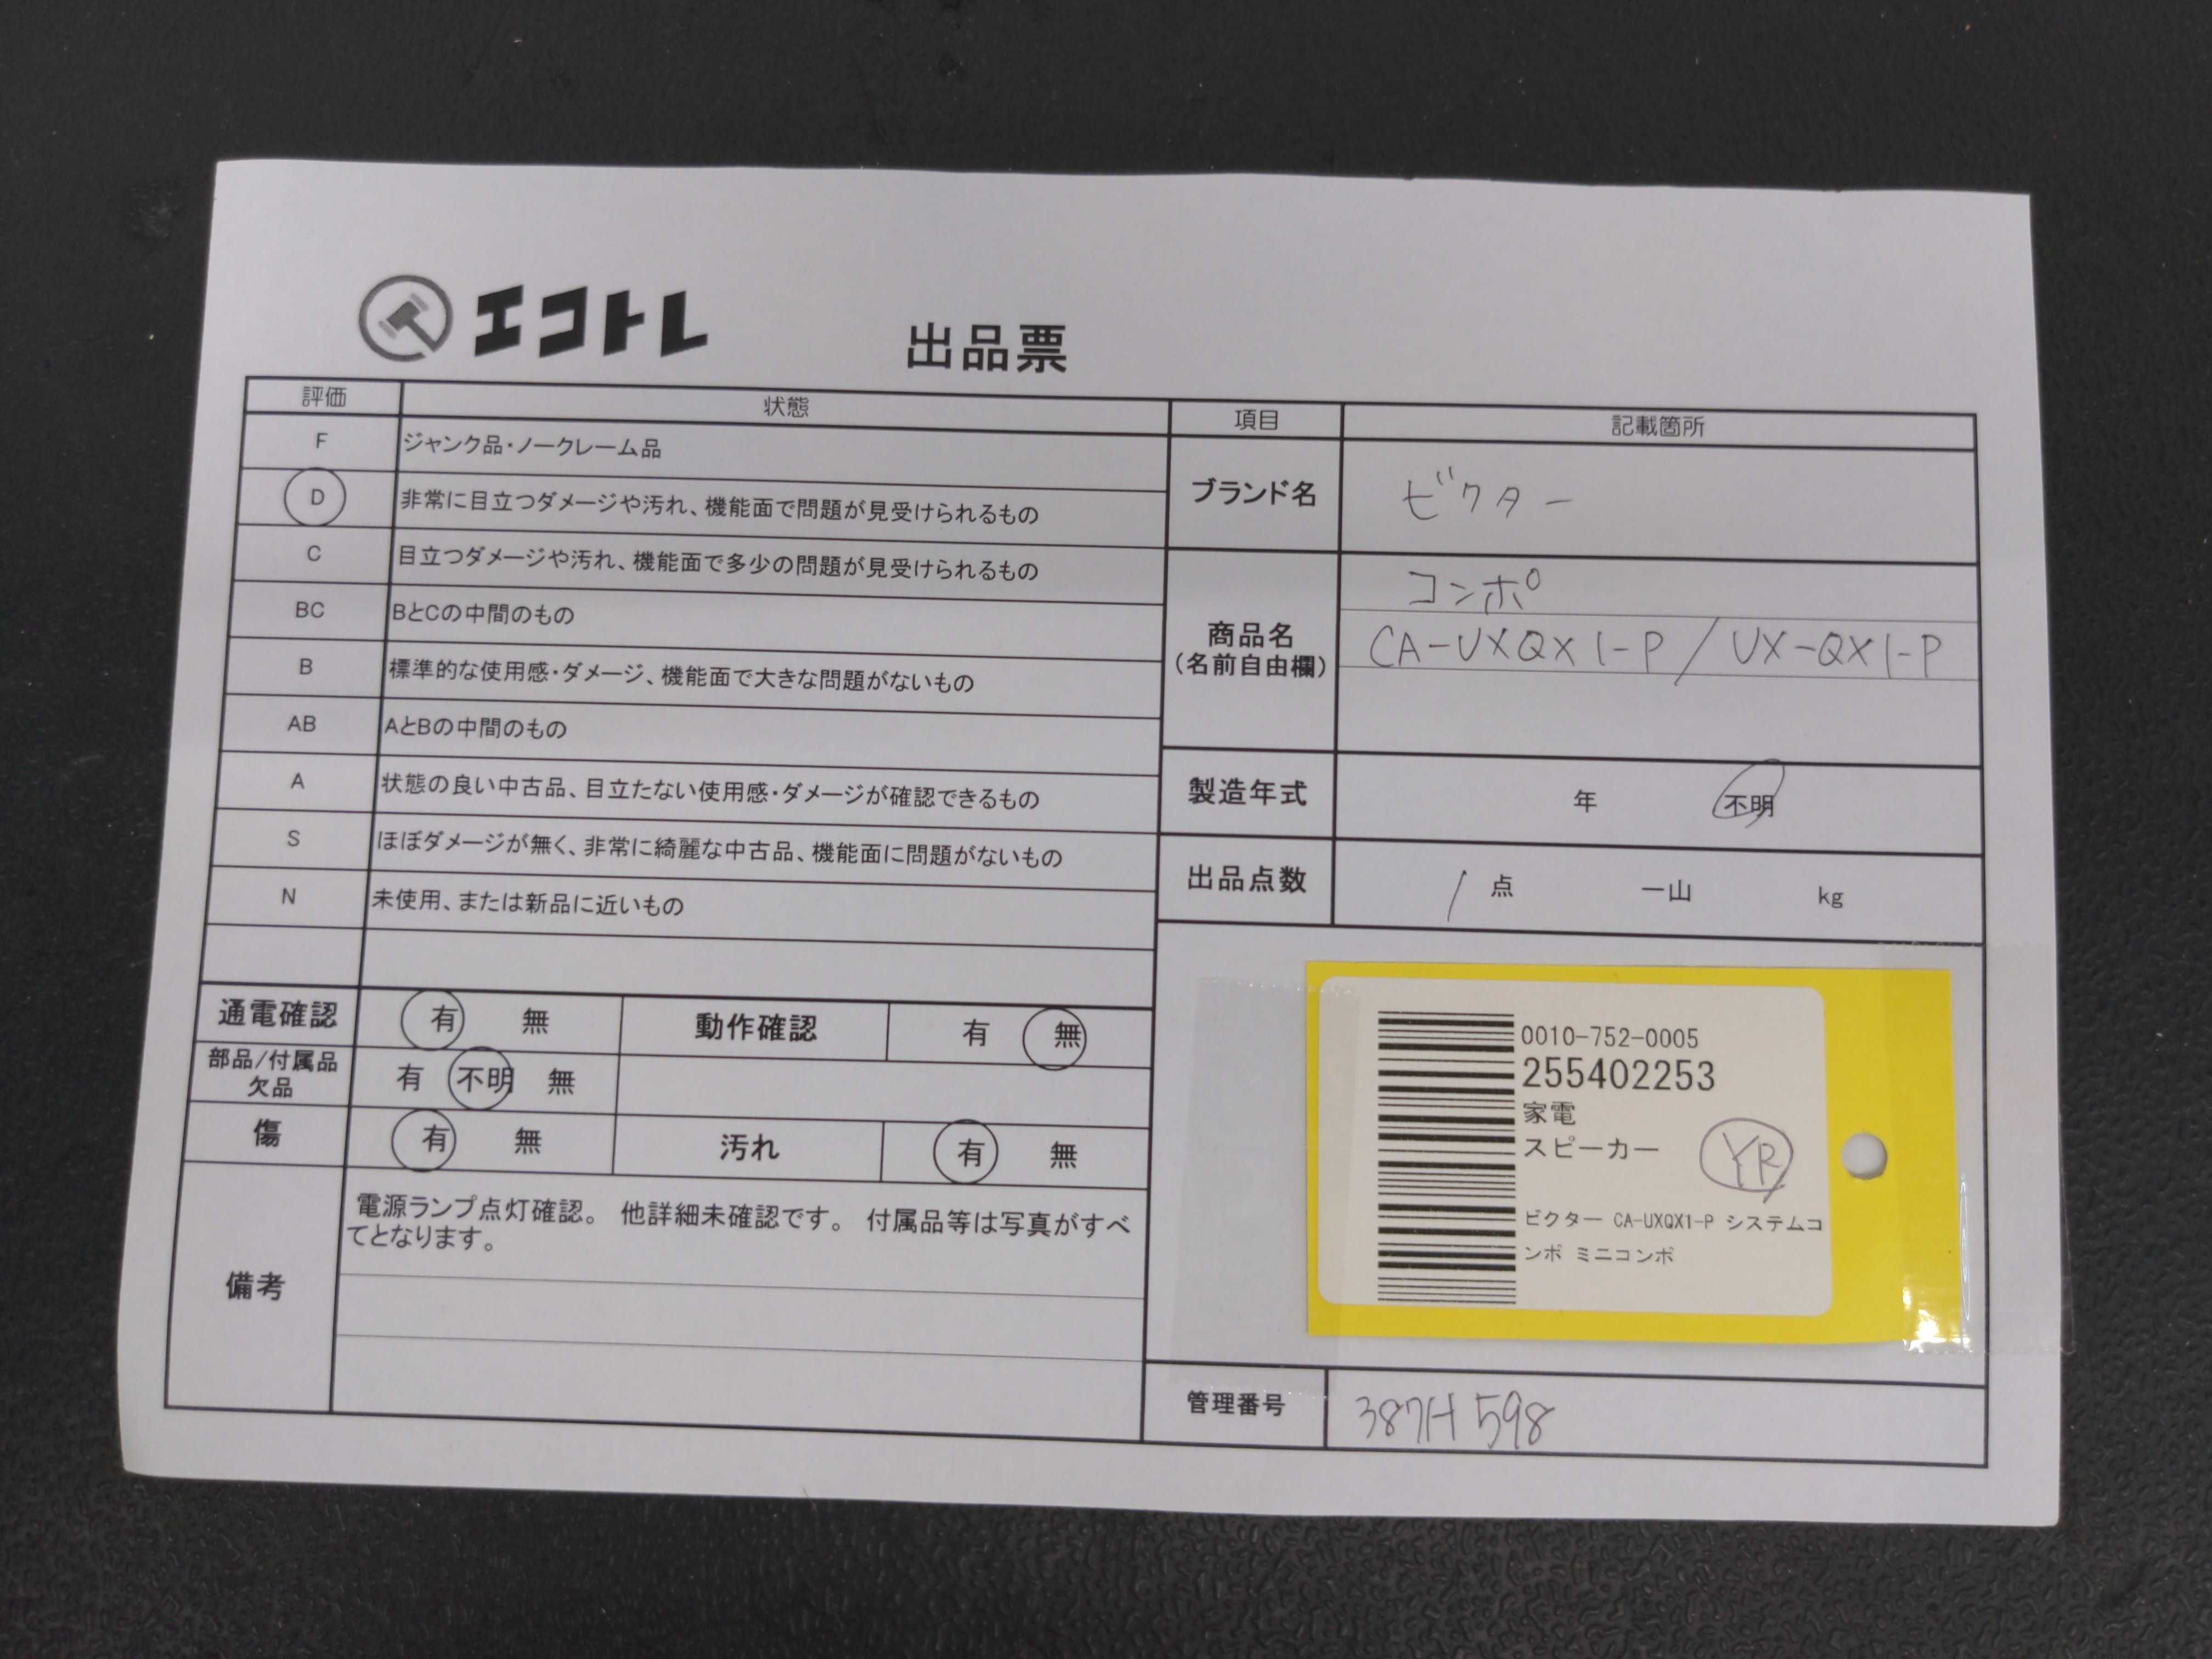 エコトレ
出品票
評価 状態
F ジャンク品・ノークレーム品
D 非常に目立つダメージや汚れ、機能面で問題が見受けられるもの
C 目立つダメージや汚れ、機能面で多少の問題が見受けられるもの
BC BとCの中間のもの
B 標準的な使用感・ダメージ、機能面で大きな問題がないもの
AB AとBの中間のもの
A 状態の良い中古品、目立たない使用感・ダメージが確認できるもの
S ほぼダメージが無く、非常に綺麗な中古品、機能面に問題がないもの
N 未使用、または新品に近いもの
通電確認 有 無 動作確認 有 無
部品/付属品
欠品 有 不明 無
傷 有 無 汚れ 有 無
備考
電源ランプ点灯確認。 他詳細未確認です。 付属品等は写真がすべ
てとなります。
項目 記載箇所
ブランド名 ビクター
商品名
(名前自由欄)
コンポ
CA-UXQX1-P / UX-QX1-P
製造年式 年 不明
出品点数 1 点 一山 kg
0010-752-0005
255402253
家電
スピーカー
YR
ビクター CA-UXQX1-P システムコ
ンポ ミニコンポ
管理番号 387H 598